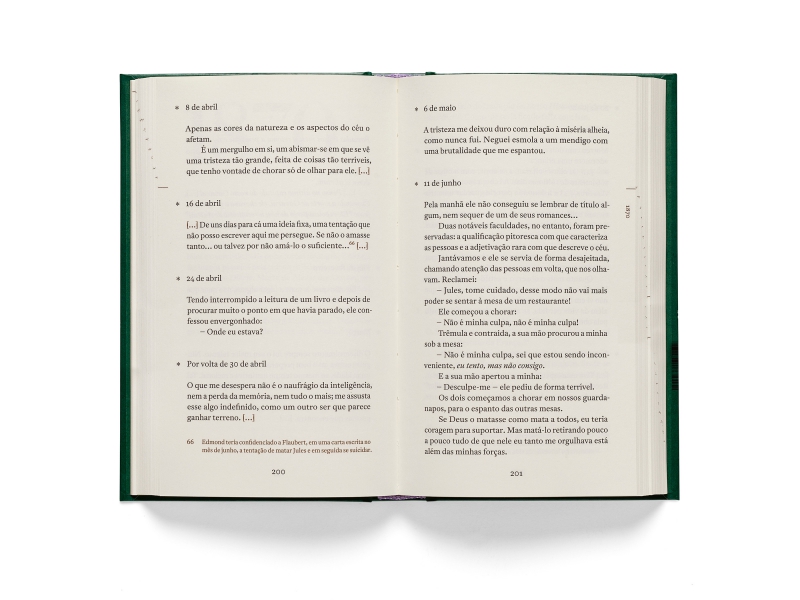 * 8 de abril
Apenas as cores da natureza e os aspectos do céu o
afetam.
É um mergulho em si, um abismar-se em que se vê
uma tristeza tão grande, feita de coisas tão terríveis,
que tenho vontade de chorar só de olhar para ele. [...]
* 16 de abril
[...] De uns dias para cá uma ideia fixa, uma tentação que
não posso escrever aqui me persegue. Se não o amasse
tanto... ou talvez por não amá-lo o suficiente...66 [...]
* 24 de abril
Tendo interrompido a leitura de um livro e depois de
procurar muito o ponto em que havia parado, ele con-
fessou envergonhado:
– Onde eu estava?
* Por volta de 30 de abril
O que me desespera não é o naufrágio da inteligência,
nem a perda da memória, nem tudo o mais; me assusta
esse algo indefinido, como um outro ser que parece
ganhar terreno. [...]
66 Edmond teria confidenciado a Flaubert, em uma carta escrita no
mês de junho, a tentação de matar Jules e em seguida se suicidar.
200
* 6 de maio
A tristeza me deixou duro com relação à miséria alheia,
como nunca fui. Neguei esmola a um mendigo com
uma brutalidade que me espantou.
* 11 de junho
Pela manhã ele não conseguiu se lembrar de título al-
gum, nem sequer de um de seus romances...
Duas notáveis faculdades, no entanto, foram pre-
servadas: a qualificação pitoresca com que caracteriza
as pessoas e a adjetivação rara com que descreve o céu.
Jantávamos e ele se servia de forma desajeitada,
chamando atenção das pessoas em volta, que nos olha-
vam. Reclamei:
– Jules, tome cuidado, desse modo não vai mais
poder se sentar à mesa de um restaurante!
Ele começou a chorar:
– Não é minha culpa, não é minha culpa!
Trêmula e contraída, a sua mão procurou a minha
sob a mesa:
– Não é minha culpa, sei que estou sendo incon-
veniente, eu tento, mas não consigo.
E a sua mão apertou a minha:
– Desculpe-me – ele pediu de forma terrível.
Os dois começamos a chorar em nossos guarda-
napos, para o espanto das outras mesas.
Se Deus o matasse como mata a todos, eu teria
coragem para suportar. Mas matá-lo retirando pouco
a pouco tudo o que nele eu tanto me orgulhava está
além das minhas forças.
201
1870